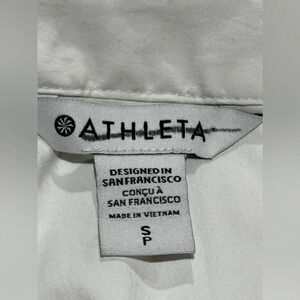 ATHLETA
DESIGNED IN
SAN FRANCISCO
CONÇU À
SAN FRANCISCO
MADE IN VIETNAM
S
P